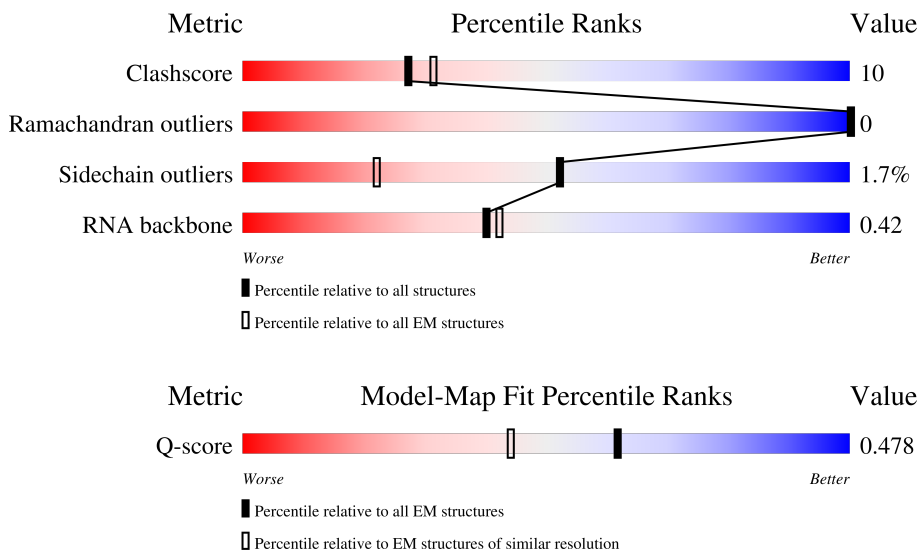 Metric Percentile Ranks Value
Clashscore 10
Ramachandran outliers 0
Sidechain outliers 1.7%
RNA backbone 0.42
Worse Better
Percentile relative to all structures
Percentile relative to all EM structures
Metric Model-Map Fit Percentile Ranks Value
Q-score 0.478
Worse Better
Percentile relative to all EM structures
Percentile relative to EM structures of similar resolution